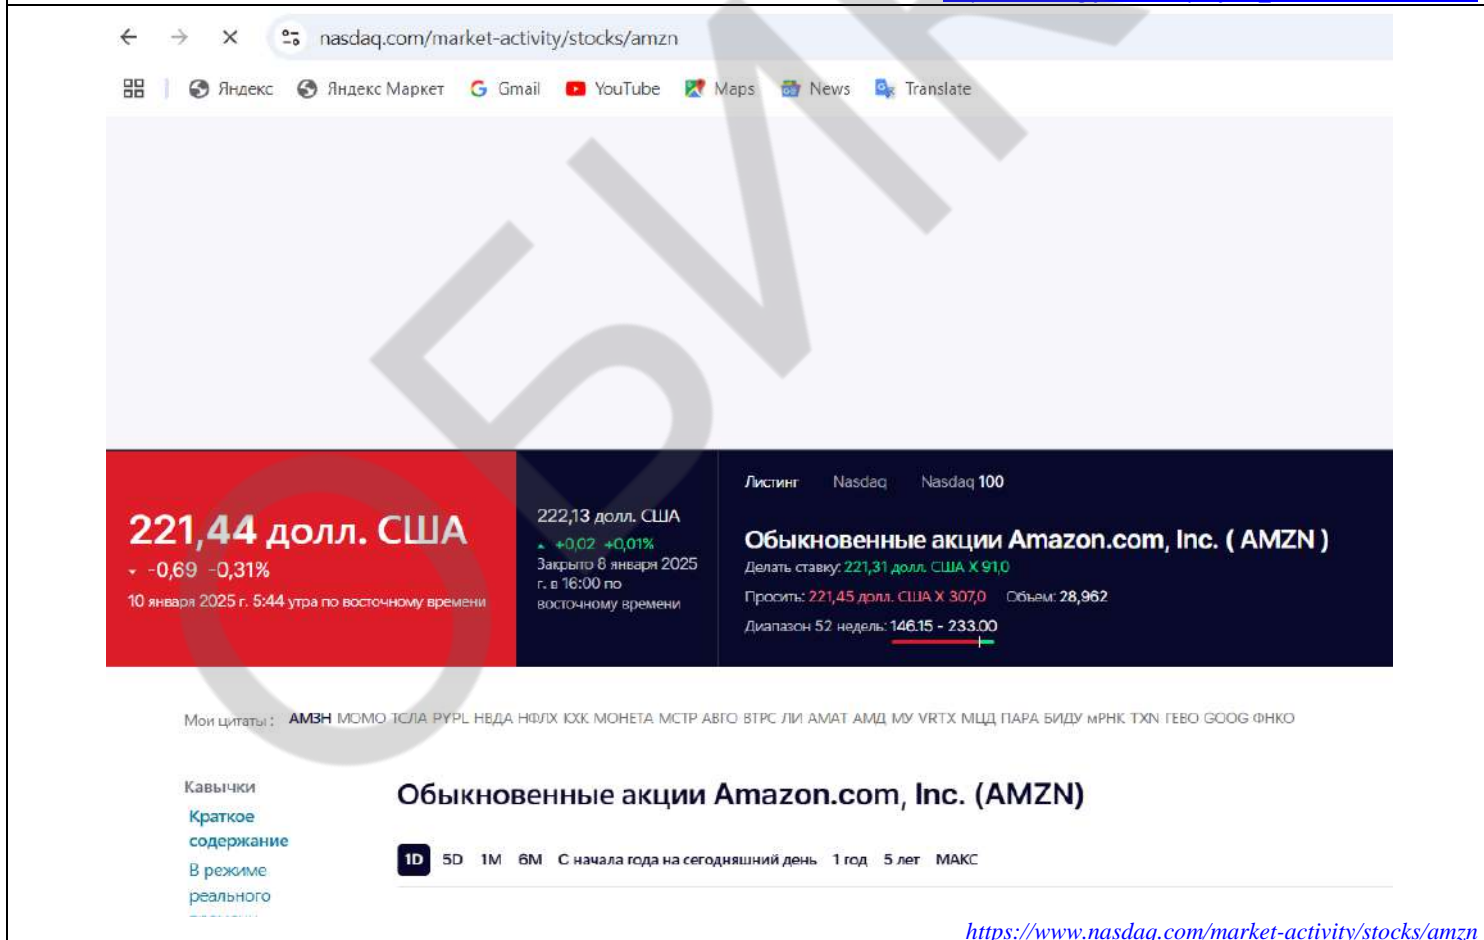 nasdaq.com/market-activity/stocks/amzn
Яндекс Яндекс Маркет Gmail YouTube Maps News Translate
Листинг Nasdaq Nasdaq 100
221,44 долл. США
-0,69 -0,31%
10 января 2025 г. 5:44 утра по восточному времени
222,13 долл. США
+0,02 +0,01%
Закрыто 8 января 2025
г. в 16:00 по
восточному времени
Обыкновенные акции Amazon.com, Inc. ( AMZN )
Делать ставку: 221,31 долл. США X 91,0
Просить: 221,45 долл. США X 307,0 Объем: 28,962
Диапазон 52 недель: 146.15 - 233.00
Мои цитаты : АМЗН МОМО ТСЛА PYPL НВДА НФЛХ КХК МОНЕТА МСТР АВГО ВТРС ЛИ АМАТ АМД МУ VRTX МЦД ПАРА БИДУ мРНК TXN ГЕВО GOOG ФНКО
Кавычки
Краткое
содержание
В режиме
реального
Обыкновенные акции Amazon.com, Inc. (AMZN)
1D 5D 1M 6M С начала года на сегодняшний день 1 год 5 лет МАКС
https://www.nasdaq.com/market-activity/stocks/amzn
ОБИК